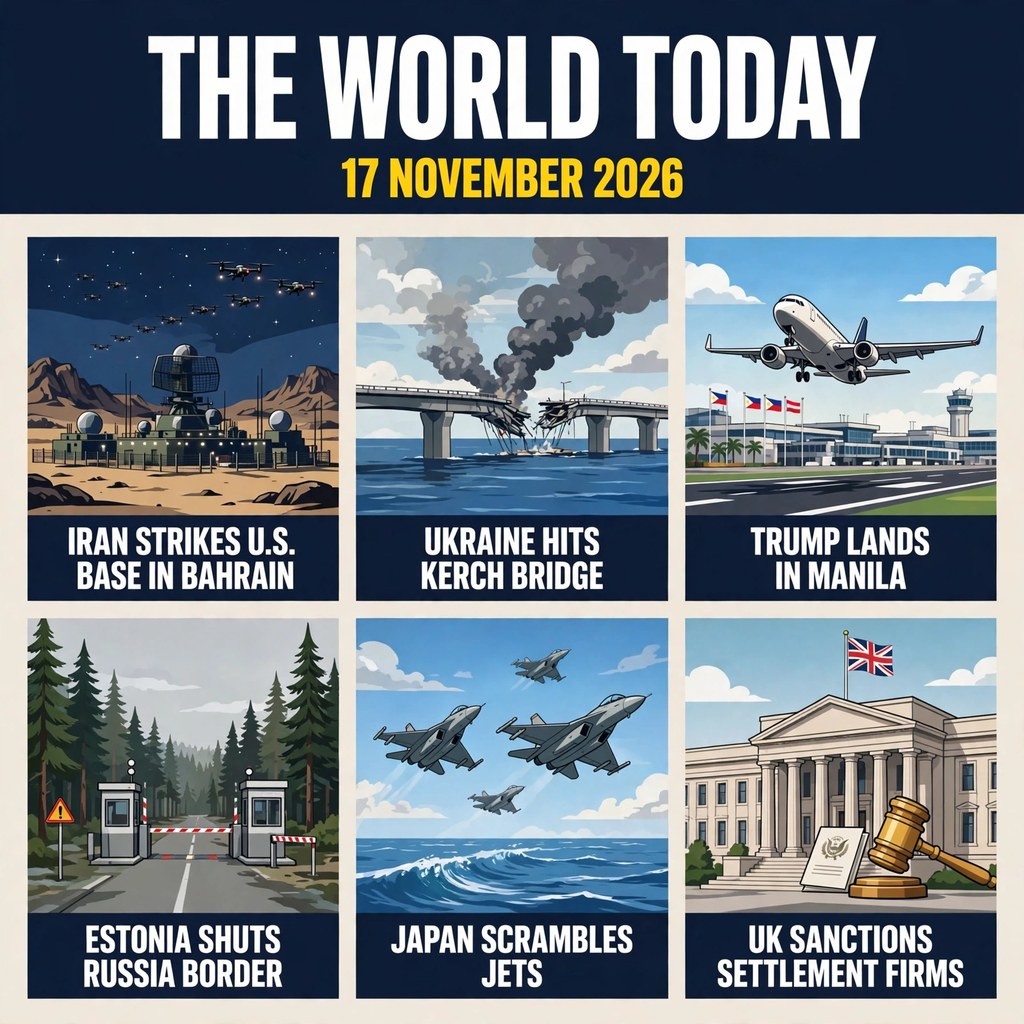 THE WORLD TODAY
17 NOVEMBER 2026
IRAN STRIKES U.S.
BASE IN BAHRAIN
UKRAINE HITS
KERCH BRIDGE
TRUMP LANDS
IN MANILA
ESTONIA SHUTS
RUSSIA BORDER
JAPAN SCRAMBLES
JETS
UK SANCTIONS
SETTLEMENT FIRMS